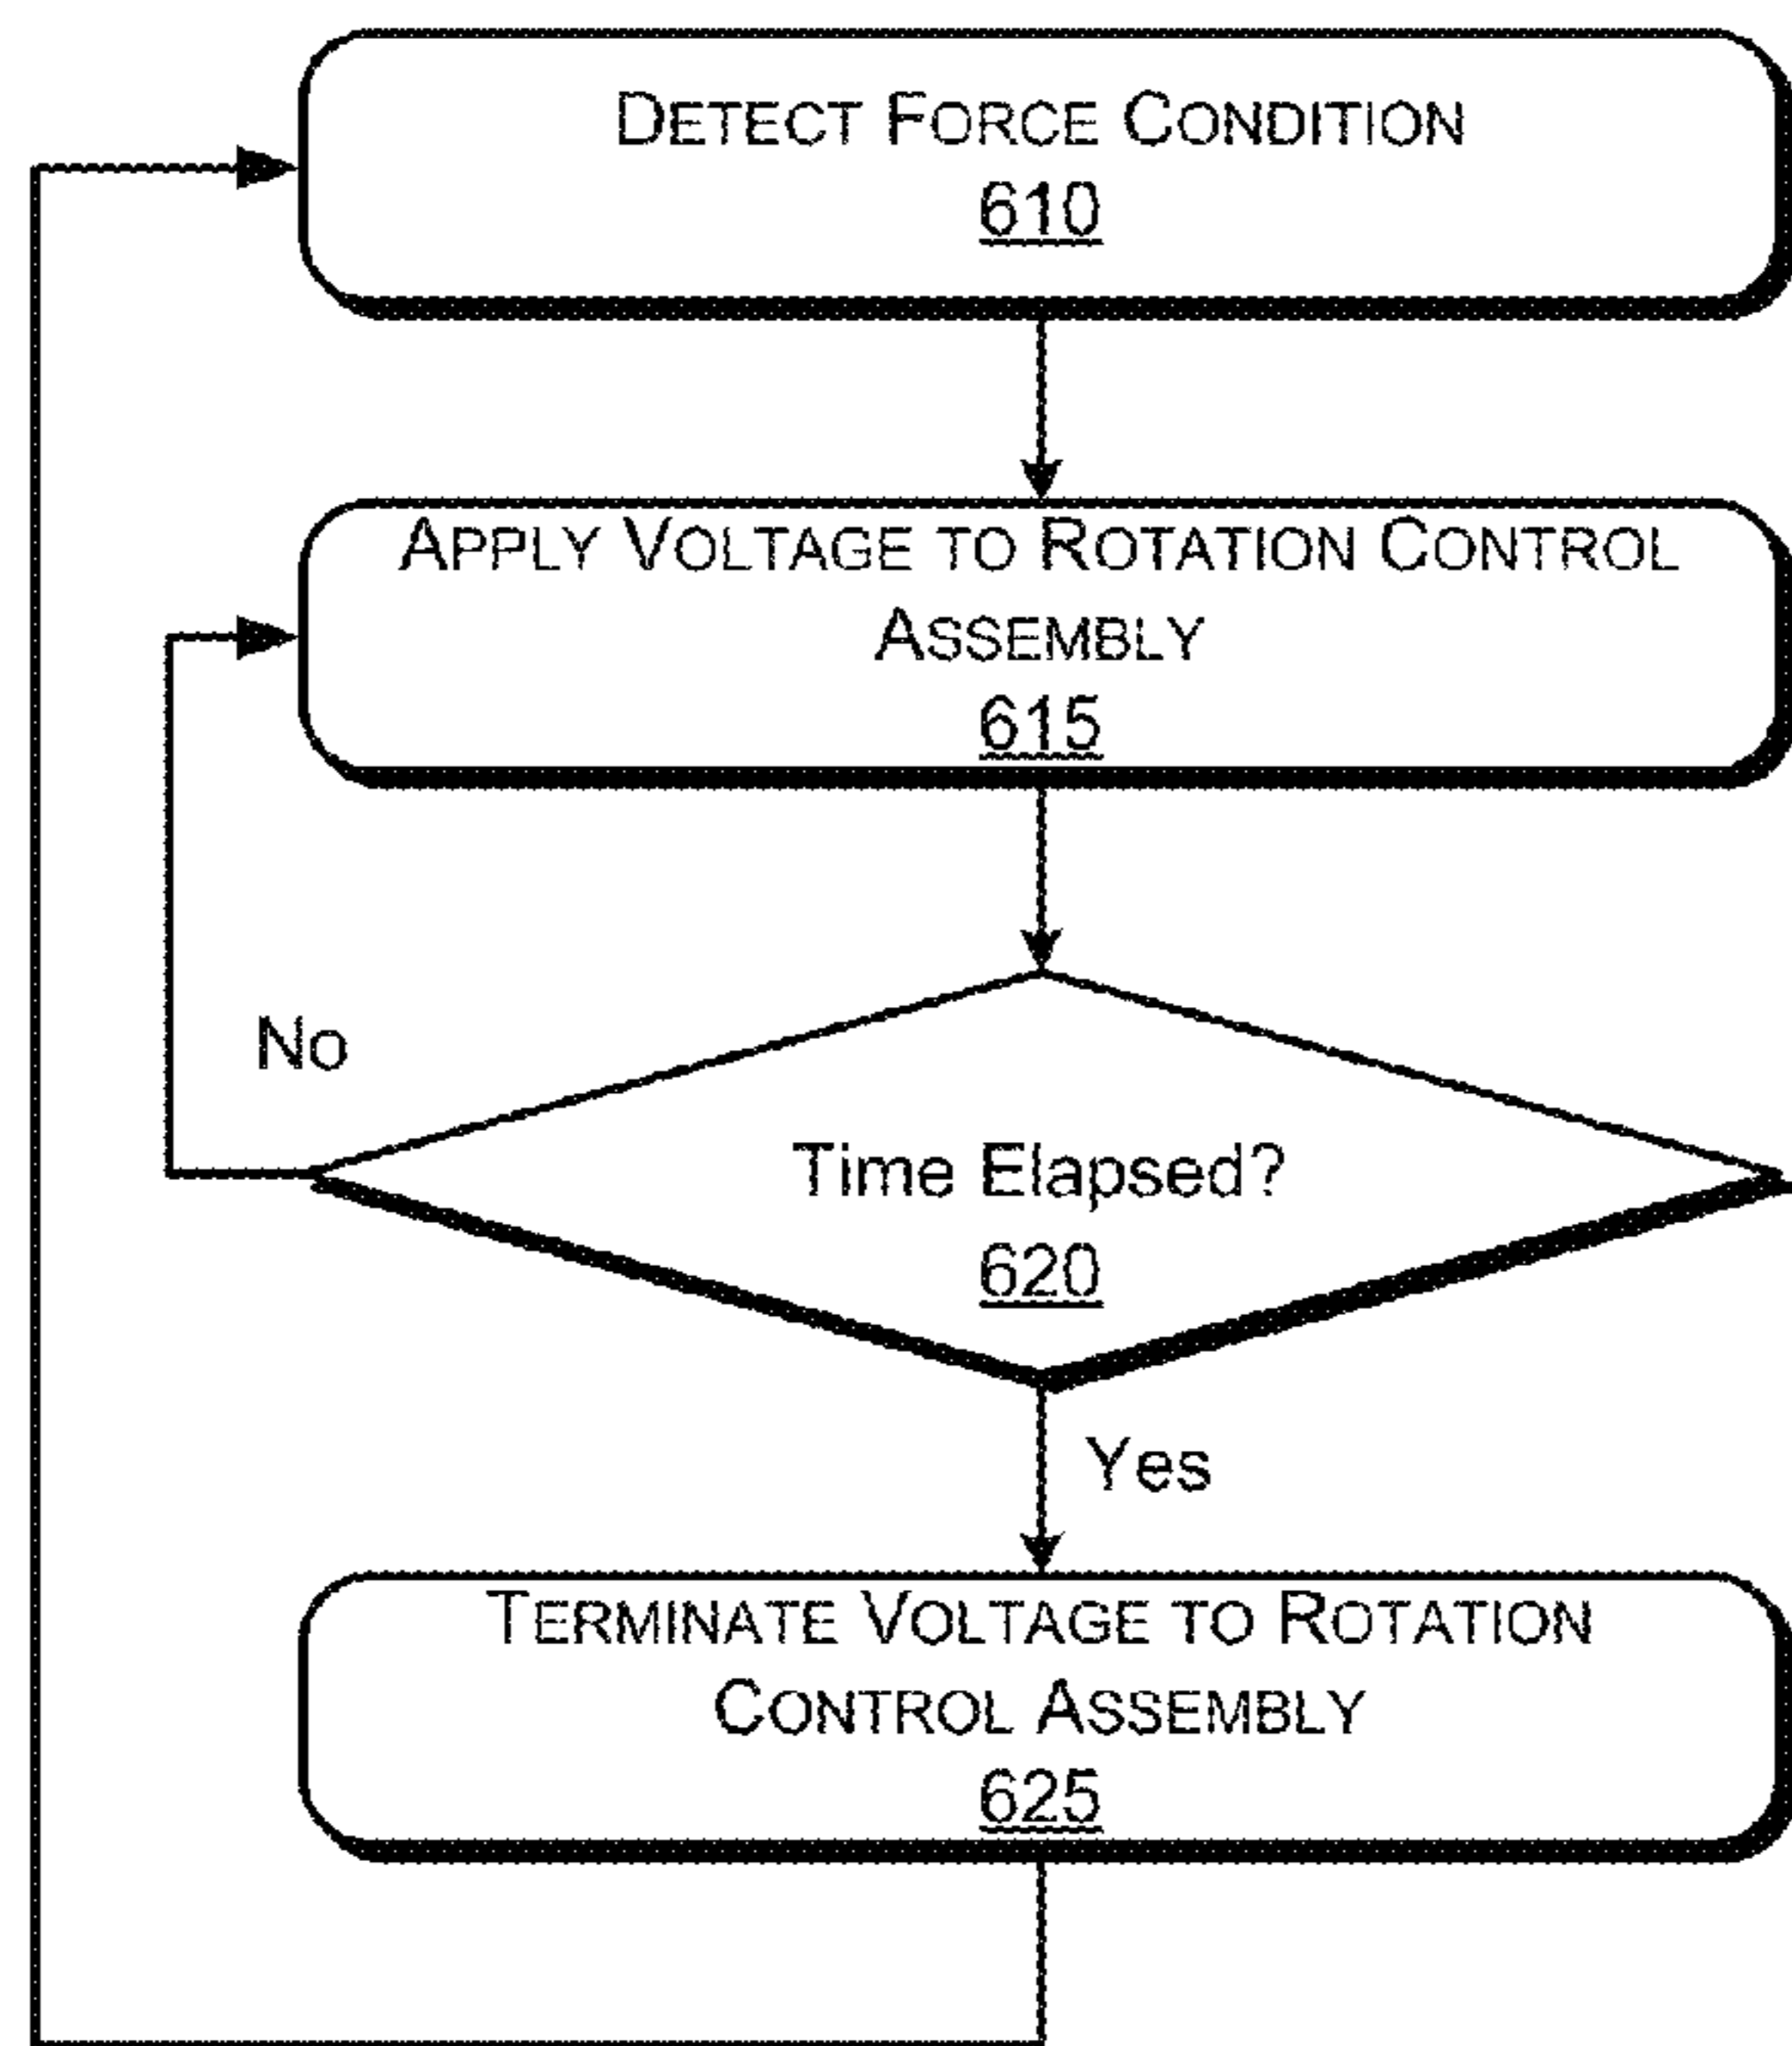 DETECT FORCE CONDITION
610
APPLY VOLTAGE TO ROTATION CONTROL
ASSEMBLY
615
No
Time Elapsed?
620
Yes
TERMINATE VOLTAGE TO ROTATION
CONTROL ASSEMBLY
625